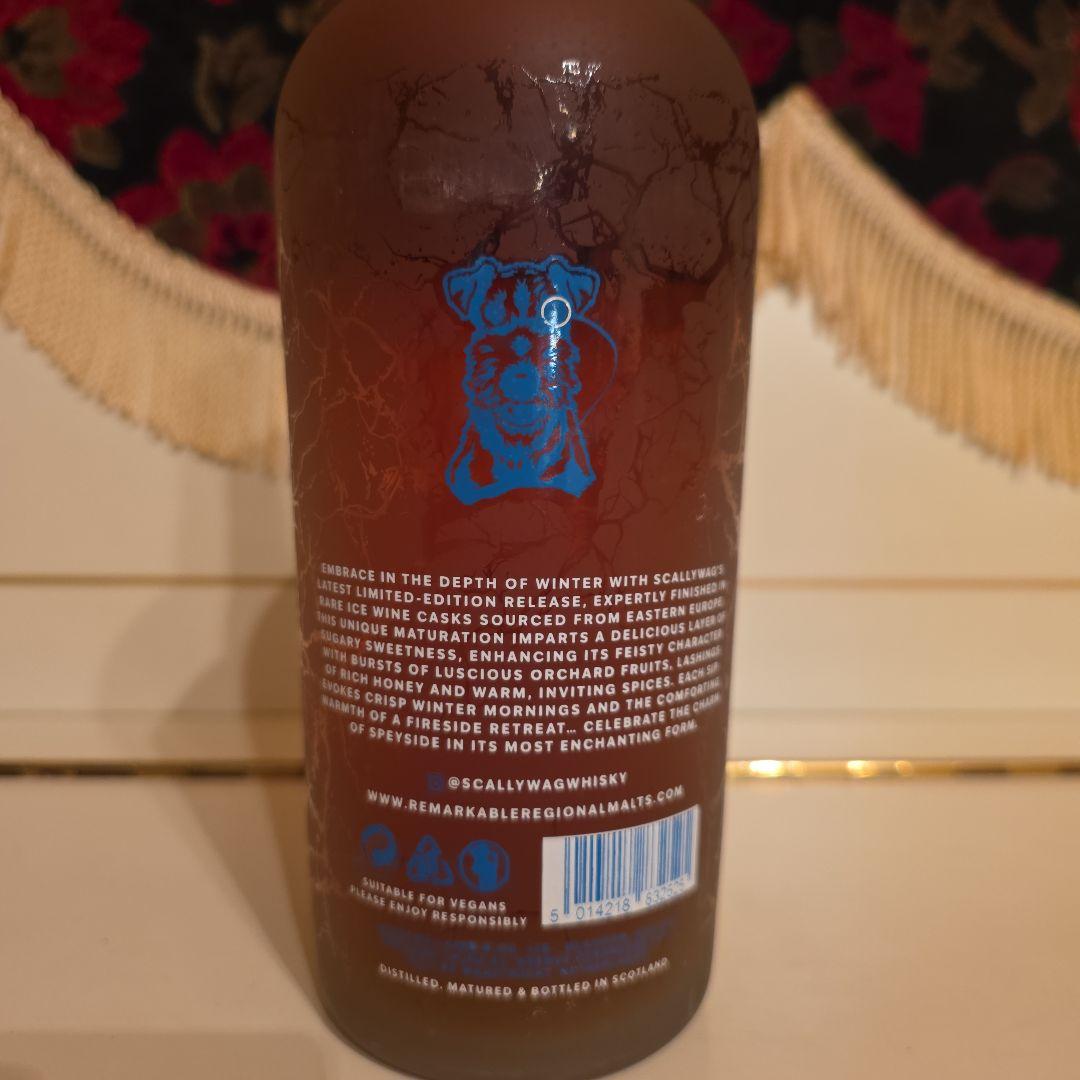 EMBRACE IN THE DEPTH OF WINTER WITH SCALLYWAG'S
LATEST LIMITED-EDITION RELEASE, EXPERTLY FINISHED IN
RARE ICE WINE CASKS SOURCED FROM EASTERN EUROPE.
THIS UNIQUE MATURATION IMPARTS A DELICIOUS LAYER OF
SUGARY SWEETNESS, ENHANCING ITS FEISTY CHARACTER
WITH BURSTS OF LUSCIOUS ORCHARD FRUITS, LASHINGS
OF RICH HONEY AND WARM, INVITING SPICES. EACH SIP
EVOKES CRISP WINTER MORNINGS AND THE COMFORTING
WARMTH OF A FIRESIDE RETREAT... CELEBRATE THE CHARM
OF SPEYSIDE IN ITS MOST ENCHANTING FORM.
@SCALLYWAGWHISKY
WWW.REMARKABLEREGIONALMALTS.COM
SUITABLE FOR VEGANS
PLEASE ENJOY RESPONSIBLY
5 014218
DISTILLED, MATURED & BOTTLED IN SCOTLAND